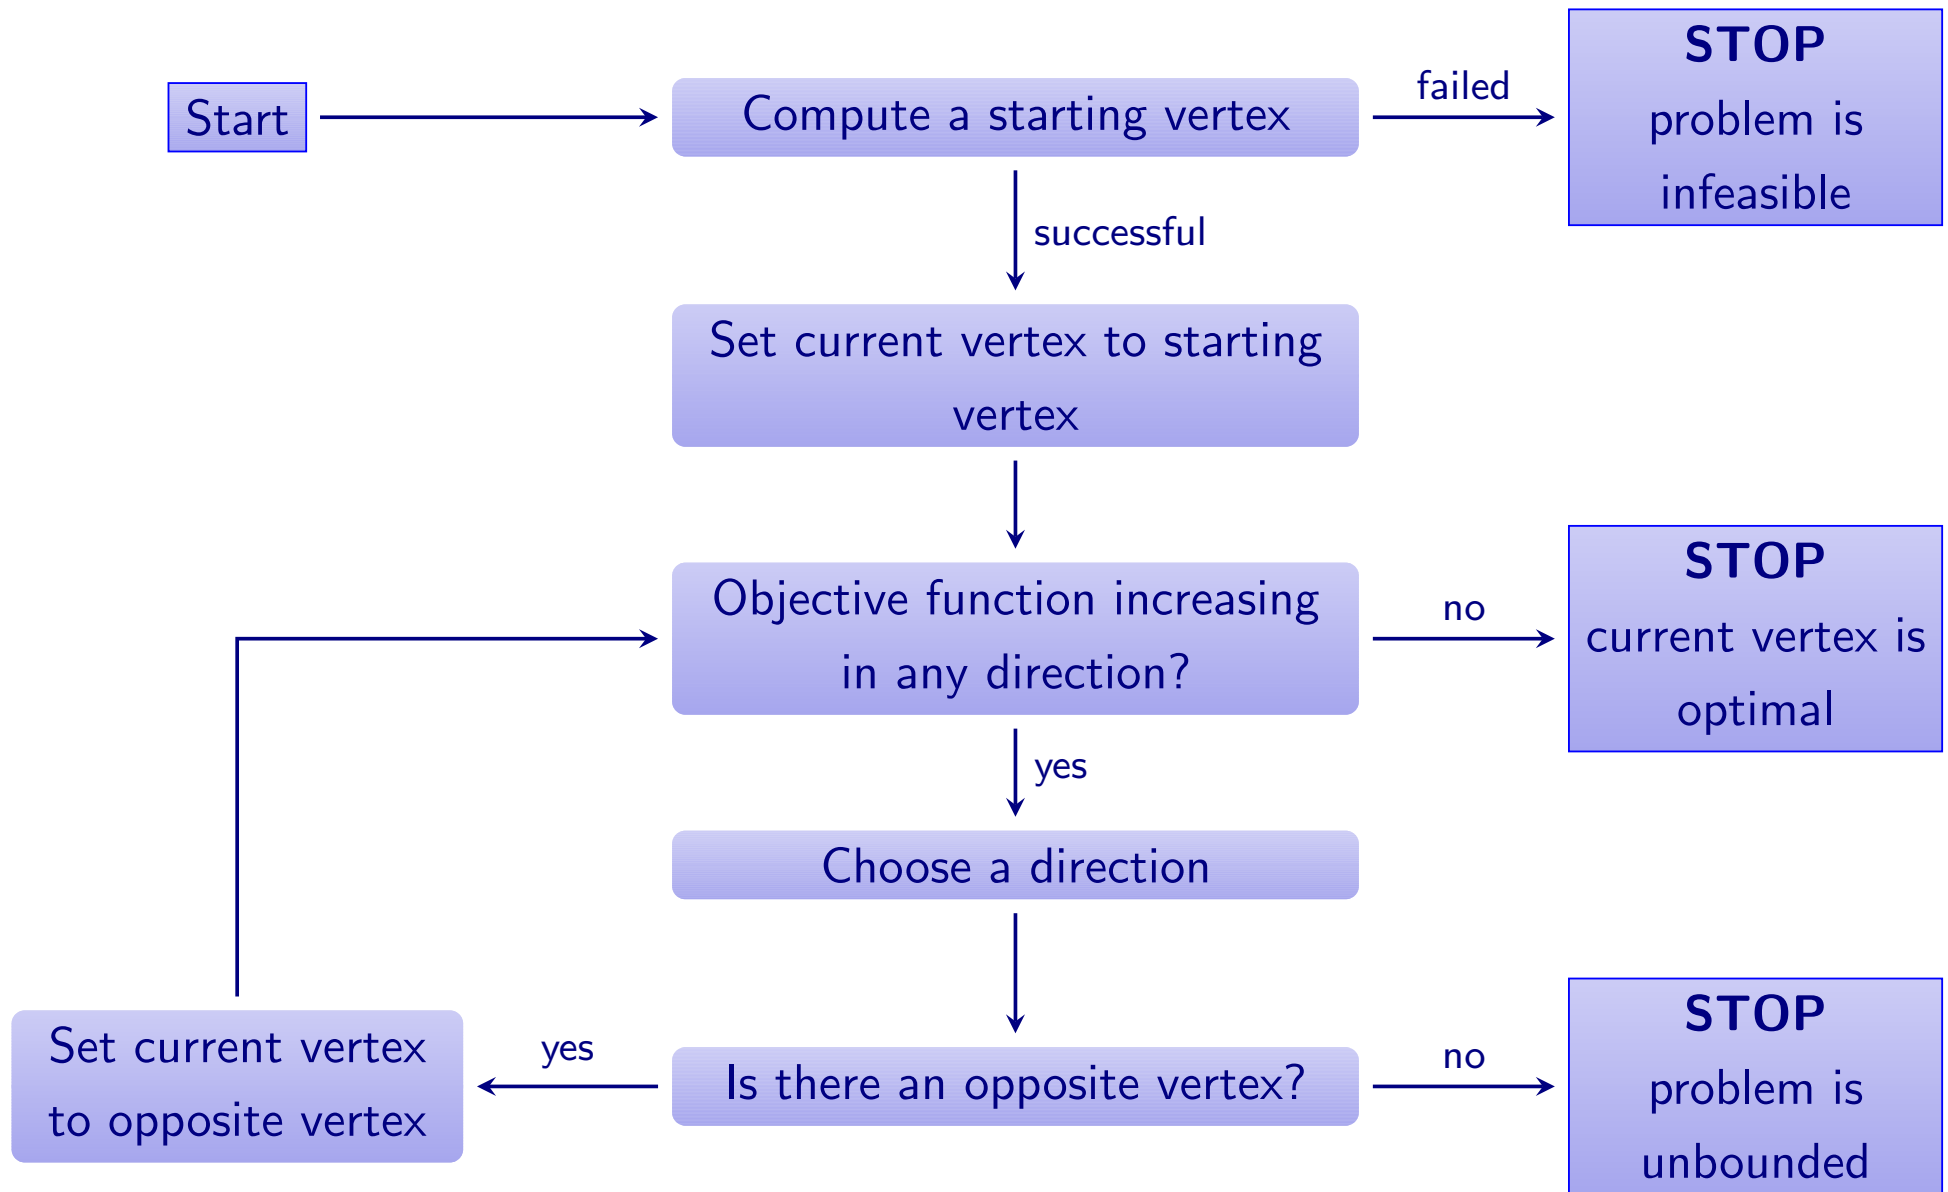 Start
Compute a starting vertex
failed
STOP
problem is
infeasible
successful
Set current vertex to starting
vertex
Objective function increasing
in any direction?
no
STOP
current vertex is
optimal
yes
Choose a direction
Set current vertex
to opposite vertex
yes
Is there an opposite vertex?
no
STOP
problem is
unbounded